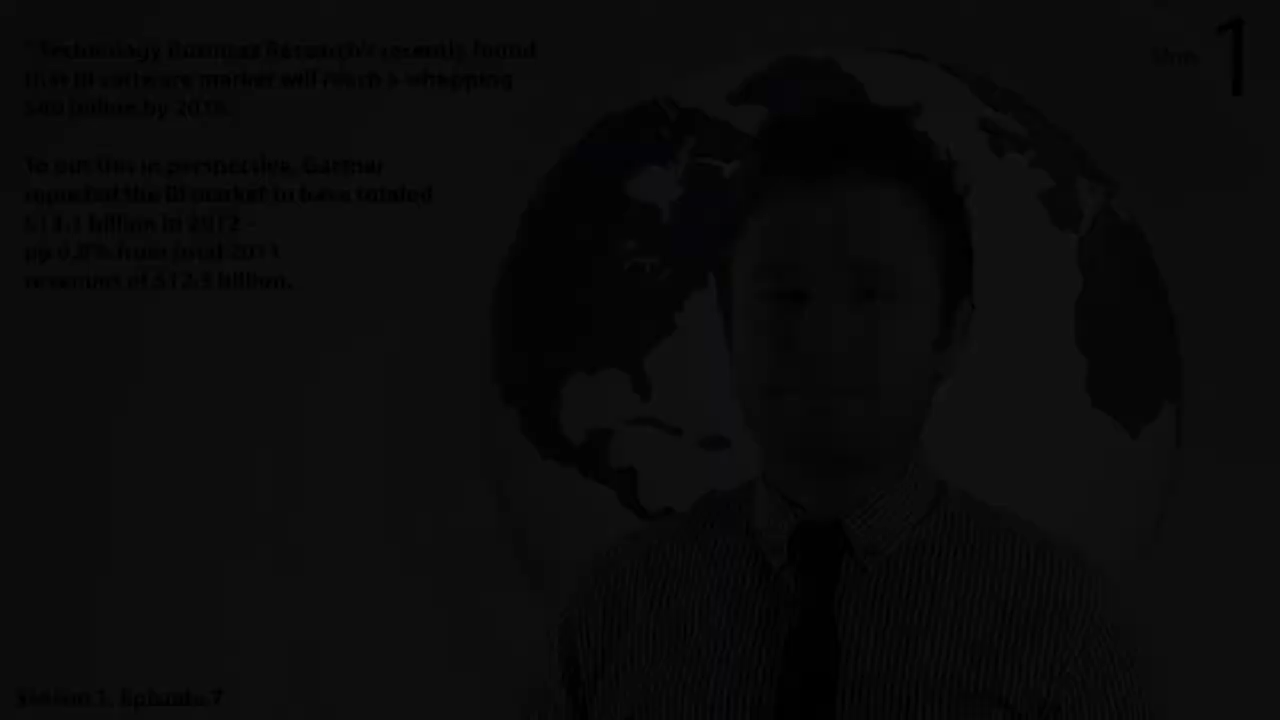 "Technology Business Research's recently found
that BI software market will reach a whopping
billion by 2016.
To put this in perspective, Gartner
reported the BI market to have totaled
$13.1 billion in 2012 -
up 6.8% from total 2011
revenues of $12.3 billion.
1
Season 1, Episode 7